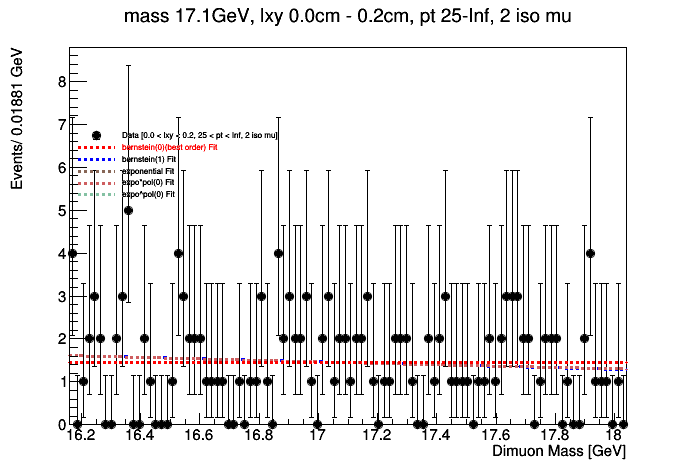 mass 17.1GeV, lxy 0.0cm - 0.2cm, pt 25-Inf, 2 iso mu
Events/ 0.01881 GeV
8
7
Data [0.0 < lxy < 0.2, 25 < pt < Inf, 2 iso mu]
bernstein(0)(best order) Fit
bernstein(1) Fit
6
exponential Fit
expo*pol(0) Fit
expo^pol(0) Fit
5
4
3
2
1
0
16.2 16.4 16.6 16.8 17 17.2 17.4 17.6 17.8 18
Dimuon Mass [GeV]